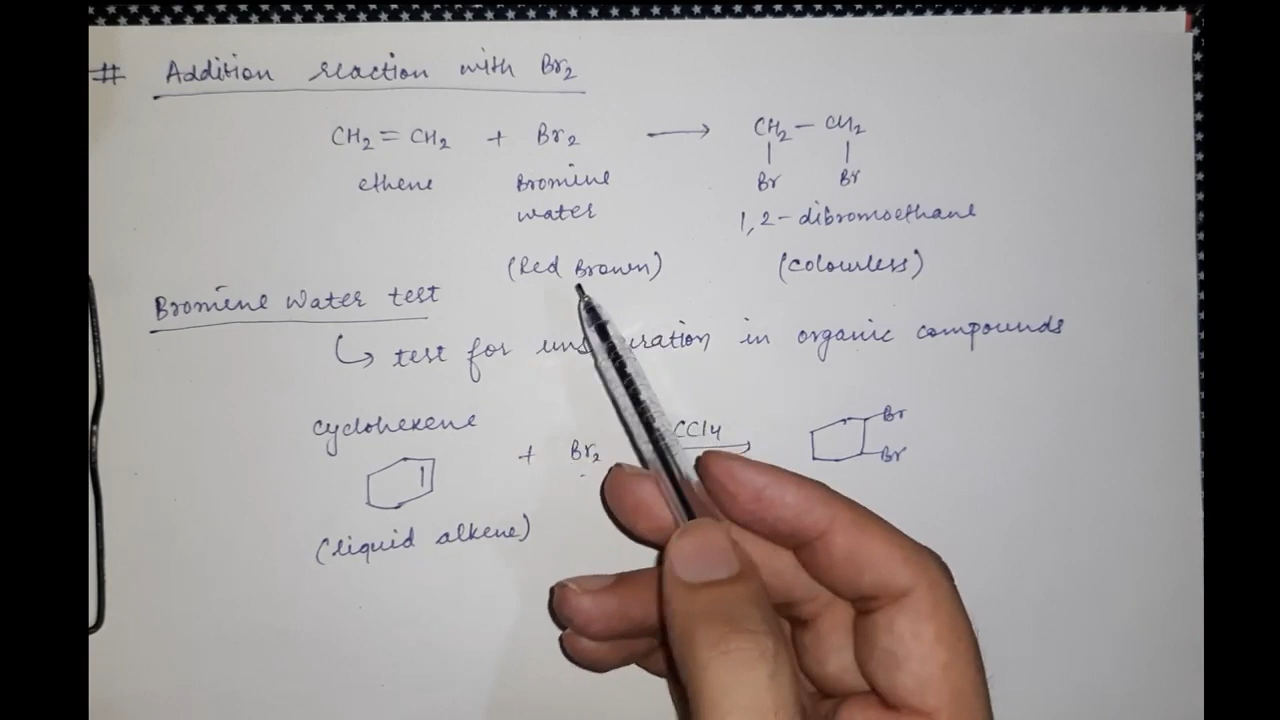 # Addition reaction with Br2
CH2 = CH2 + Br2 ⟶ CH2 - CH2
Br Br
ethene Bromine water 1,2-dibromoethane
(Red Brown) (colourless)
Bromine Water test
↳ test for in organic compounds
cyclohexene
+ Br2 CCl4 Br
Br
(liquid alkene)